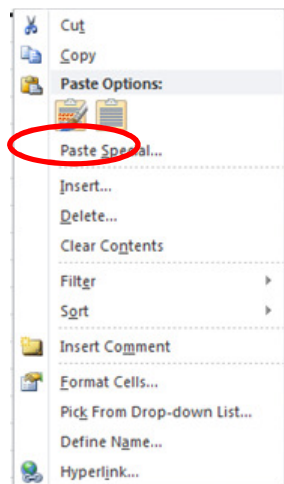 Cut
Copy
Paste Options:
Paste Special...
Insert...
Delete...
Clear Contents
Filter
Sort
Insert Comment
Format Cells...
Pick From Drop-down List...
Define Name...
Hyperlink...